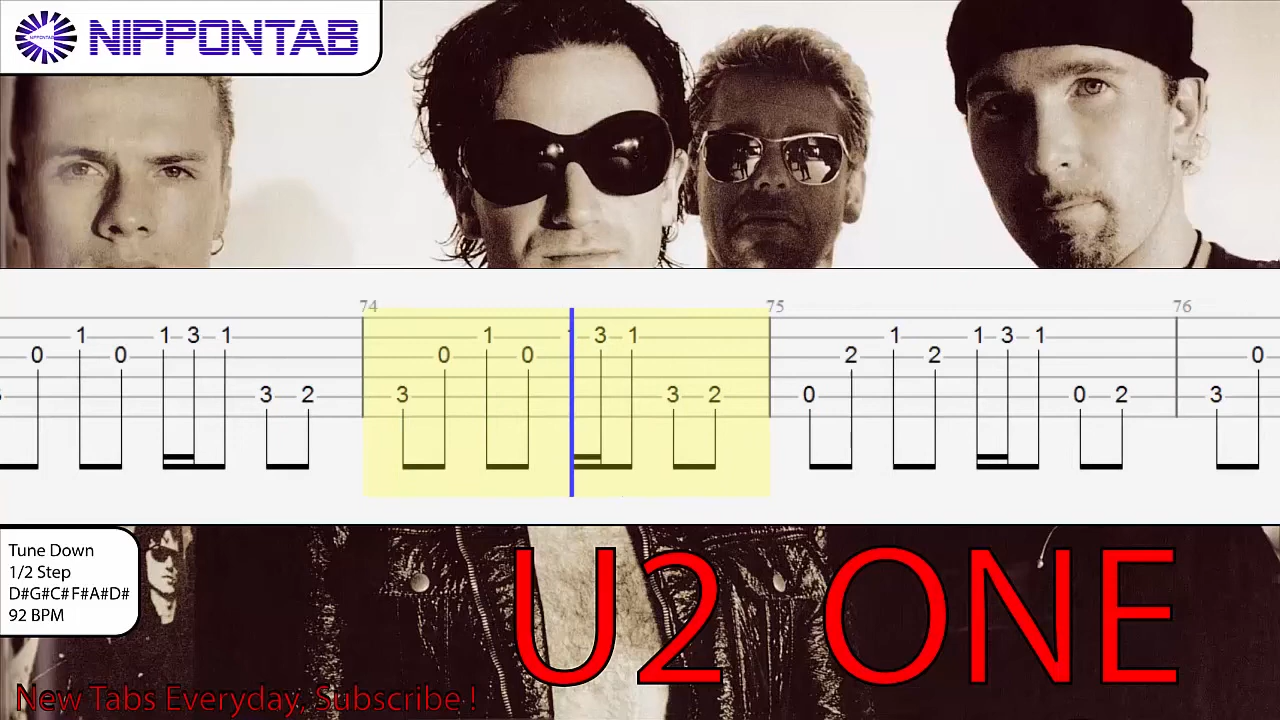 NIPPONTAB
NIPPONTAB
74 75 76
1 1 3 1 1 3 1 1 1 3 1
0 0 0 0 2 2 0
3 2 3 3 2 0 0 2 3
Tune Down
1/2 Step
D#G#C#F#A#D#
92 BPM
U2 ONE
New Tabs Everyday, Subscribe !